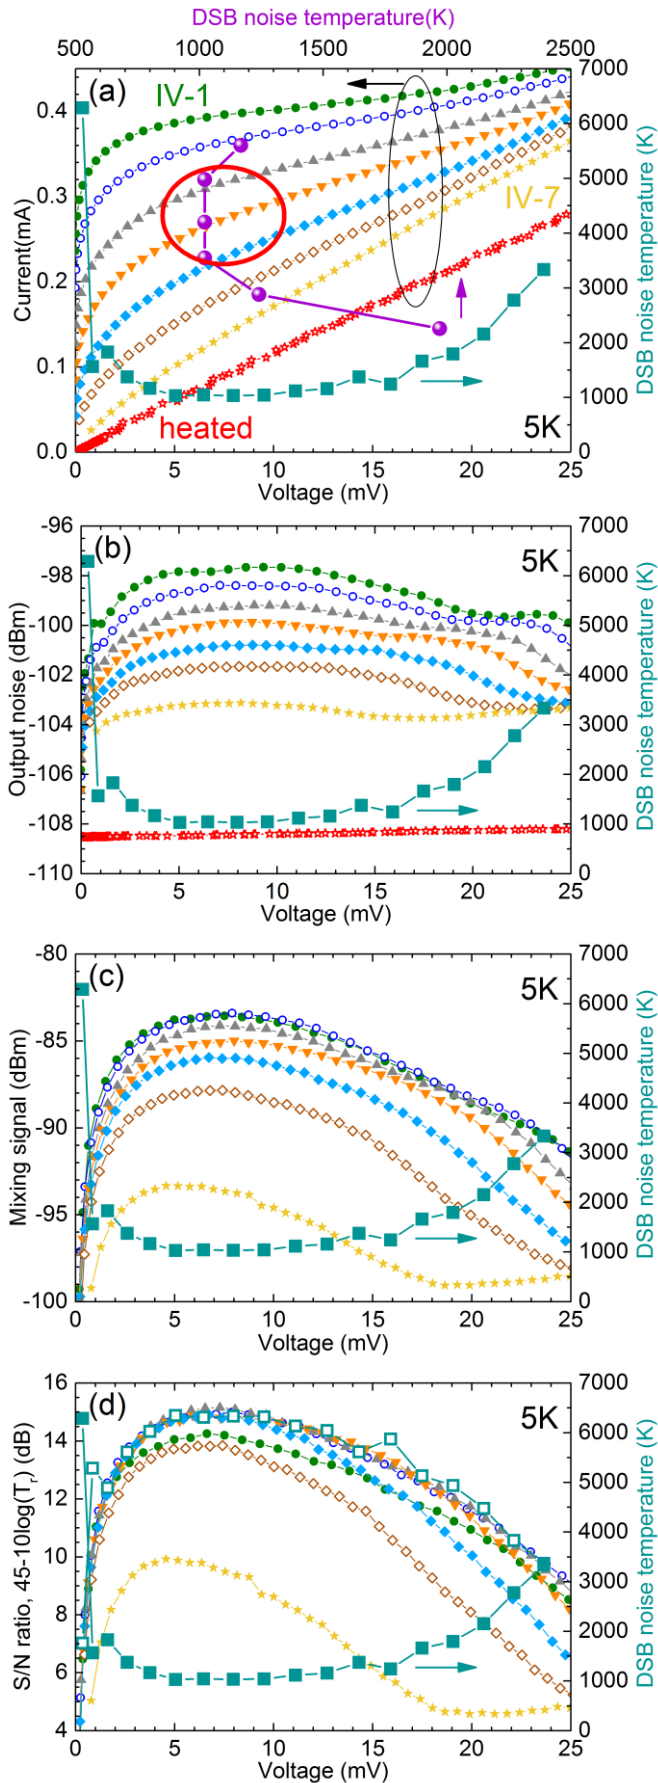 DSB noise temperature(K)
500 1000 1500 2000 2500
(a)
IV-1
IV-7
heated
5K
Current(mA)
0.4
0.3
0.2
0.1
0.0
7000
6000
5000
4000
3000
2000
1000
0
DSB noise temperature (K)
0 5 10 15 20 25
Voltage (mV)
(b)
5K
Output noise (dBm)
-96
-98
-100
-102
-104
-106
-108
-110
7000
6000
5000
4000
3000
2000
1000
0
DSB noise temperature (K)
0 5 10 15 20 25
Voltage (mV)
(c)
5K
Mixing signal (dBm)
-80
-85
-90
-95
-100
7000
6000
5000
4000
3000
2000
1000
0
DSB noise temperature (K)
0 5 10 15 20 25
Voltage (mV)
(d)
5K
S/N ratio, 45-10log(Tr) (dB)
16
14
12
10
8
6
4
7000
6000
5000
4000
3000
2000
1000
0
DSB noise temperature (K)
0 5 10 15 20 25
Voltage (mV)